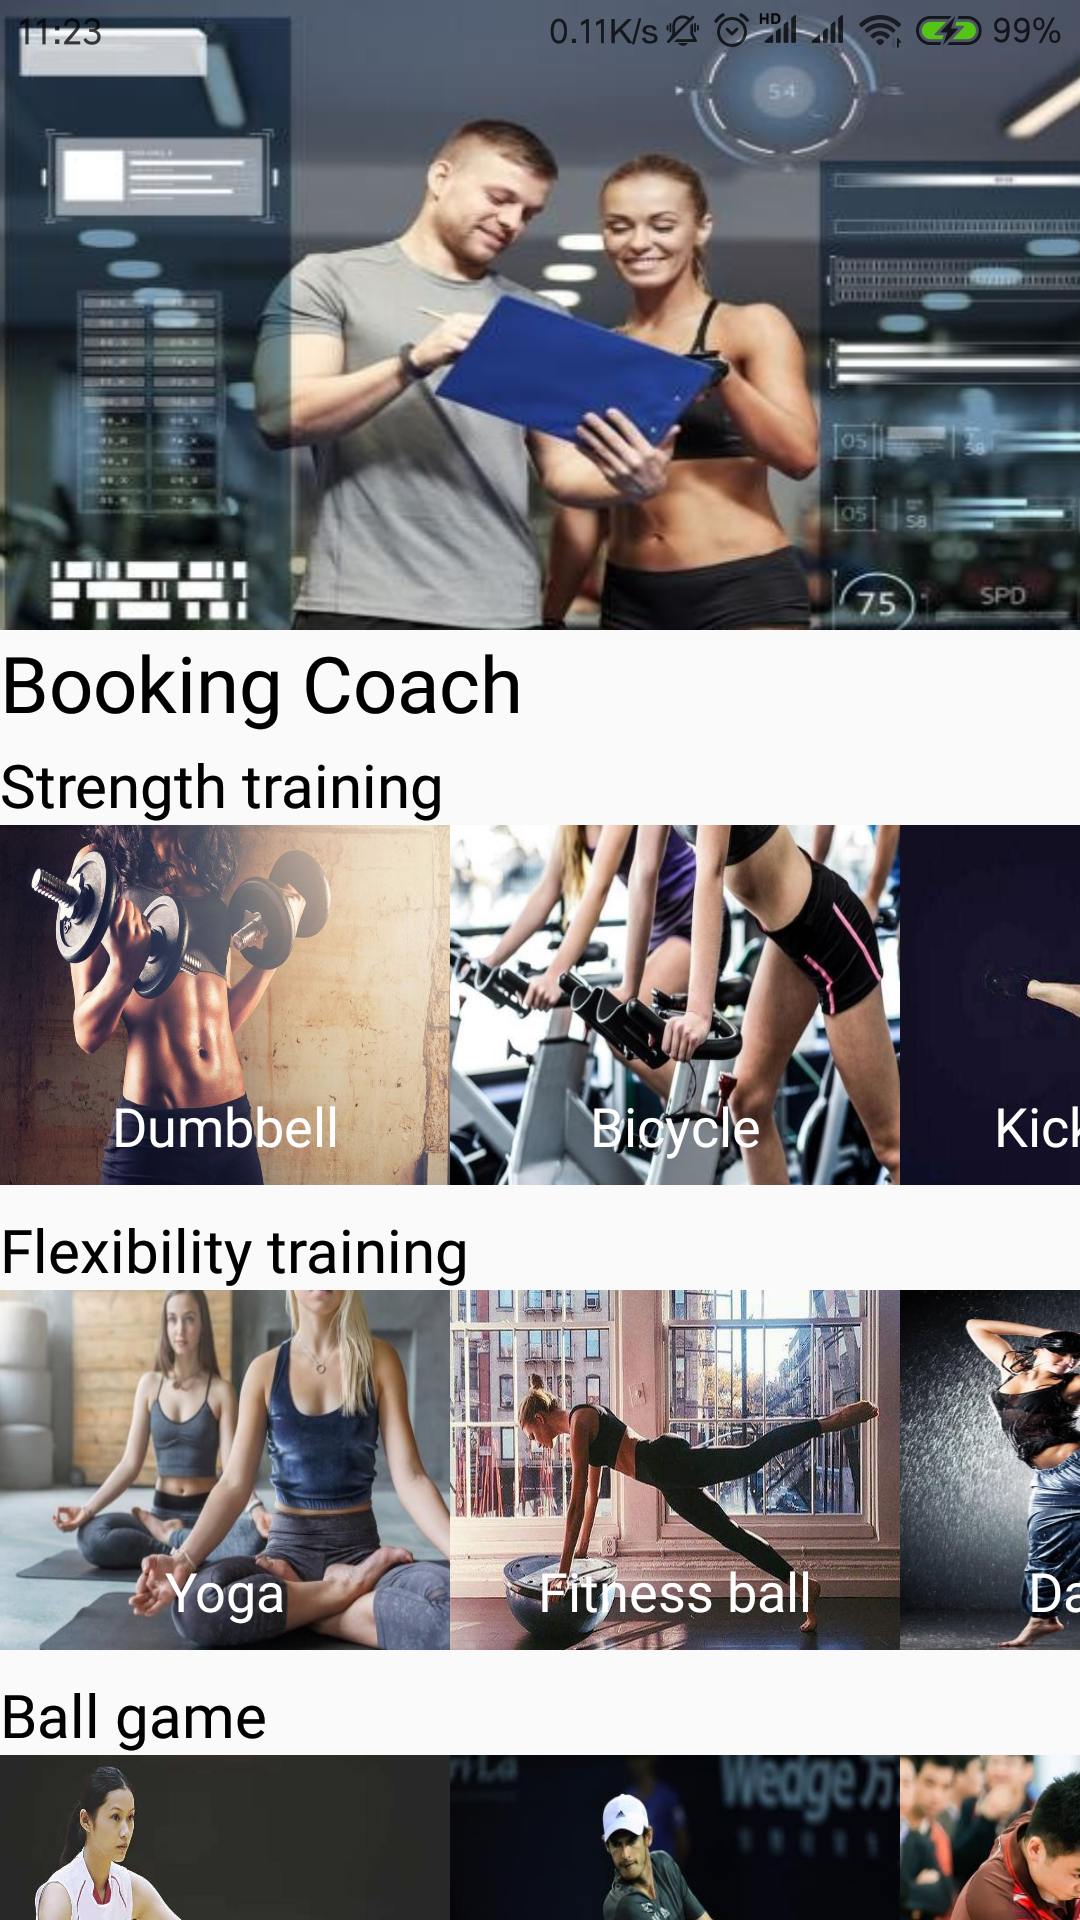 11:23 0.11K/s HD 99%
54
05 58
05 58
75 SPD
Booking Coach
Strength training
Dumbbell Bicycle Kick
Flexibility training
Yoga Fitness ball Da
Ball game
Wedge 万